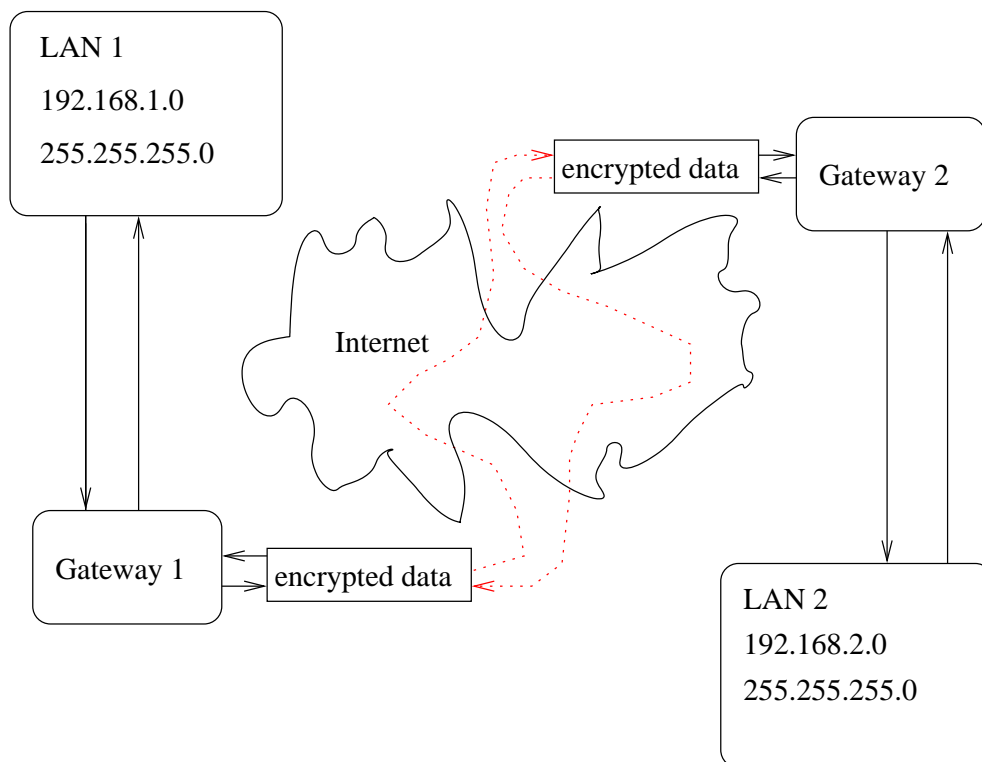 LAN 1
192.168.1.0
255.255.255.0
encrypted data
Gateway 2
Internet
Gateway 1
encrypted data
LAN 2
192.168.2.0
255.255.255.0